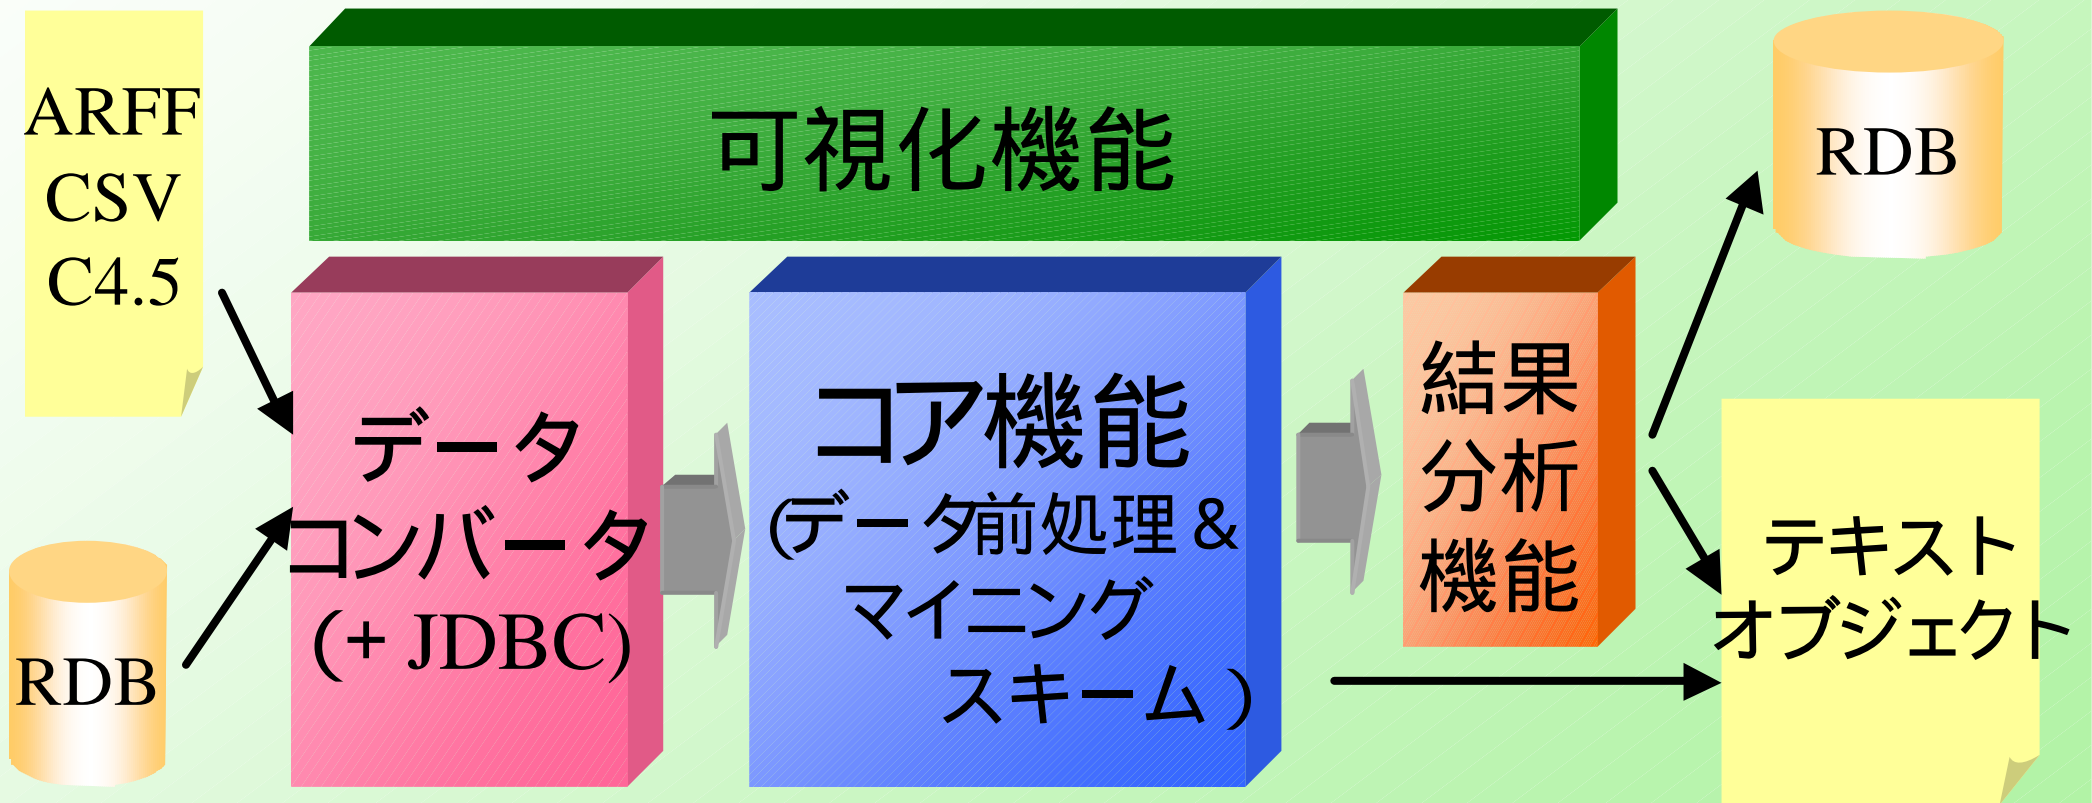 ARFF
CSV
C4.5
RDB
可視化機能
データ
コンバータ
(+ JDBC)
コア機能
(データ前処理&
マイニング
スキーム)
結果
分析
機能
RDB
テキスト
オブジェクト